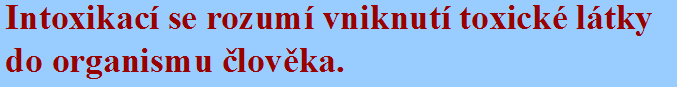 Intoxikací se rozumí vniknutí toxické látky
do organismu člověka.